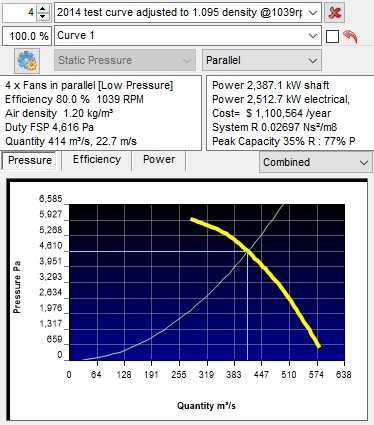 4 2014 test curve adjusted to 1.095 density @1039rp
100.0 % Curve 1
Static Pressure Parallel
4 x Fans in parallel [Low Pressure]
Efficiency 80.0 % 1039 RPM
Air density 1.20 kg/m³
Duty FSP 4,616 Pa
Quantity 414 m³/s, 22.7 m/s
Power 2,387.1 kW shaft
Power 2,512.7 kW electrical,
Cost= $ 1,100,564 /year
System R 0.02697 Ns²/m8
Peak Capacity 35% R : 77% P
Pressure Efficiency Power Combined
6,585
5,927
5,268
4,610
3,951
3,293
2,634
1,976
1,317
659
0
Pressure Pa
0 64 128 191 255 319 383 447 510 574 638
Quantity m³/s